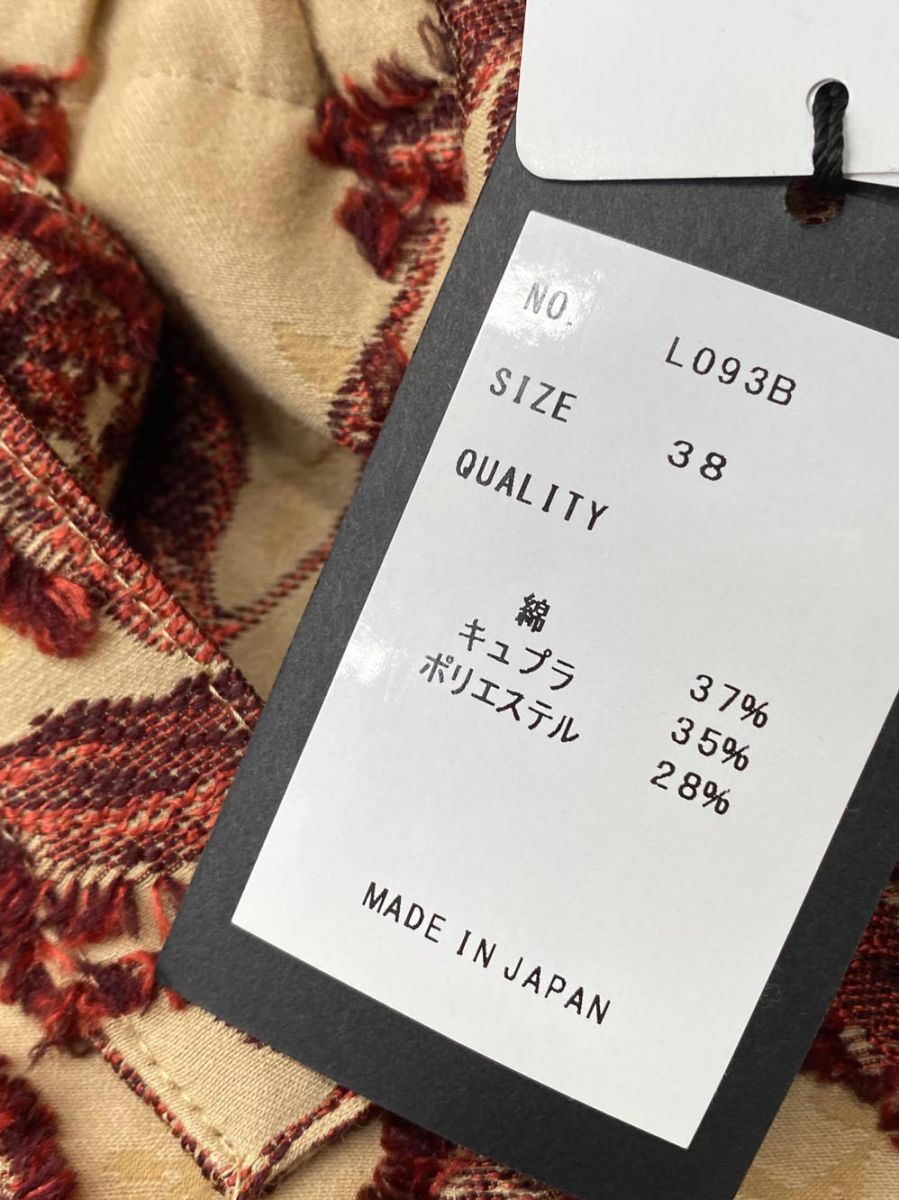 NO.
L093B
SIZE
38
QUALITY
綿 37%
キュプラ 35%
ポリエステル 28%
MADE IN JAPAN